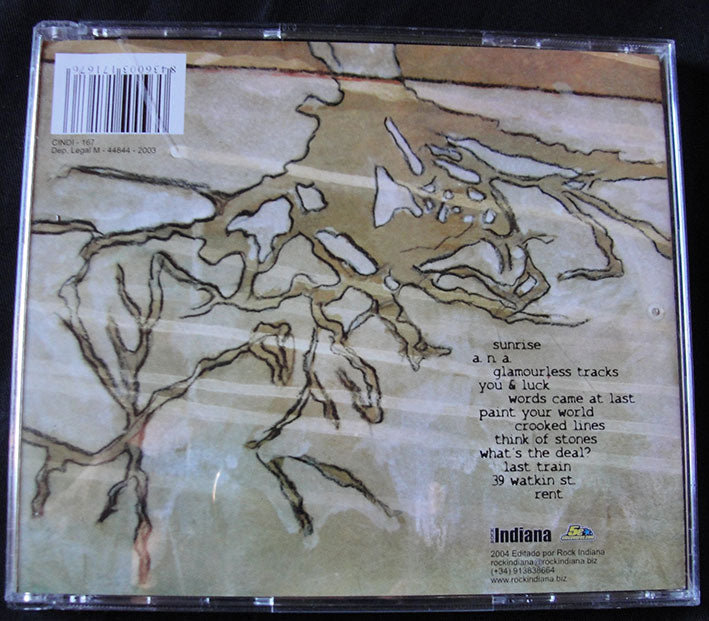 8436003171676
CINDI - 167
Dep. Legal M - 44844 - 2003
sunrise
a n a
glamourless tracks
you & luck
words came at last
paint your world
crooked lines
think of stones
what's the deal?
last train
39 watkin st.
rent
Indiana
2004 Editado por Rock Indiana
rockindiana@rockindiana.biz
(+34) 913838664
www.rockindiana.biz